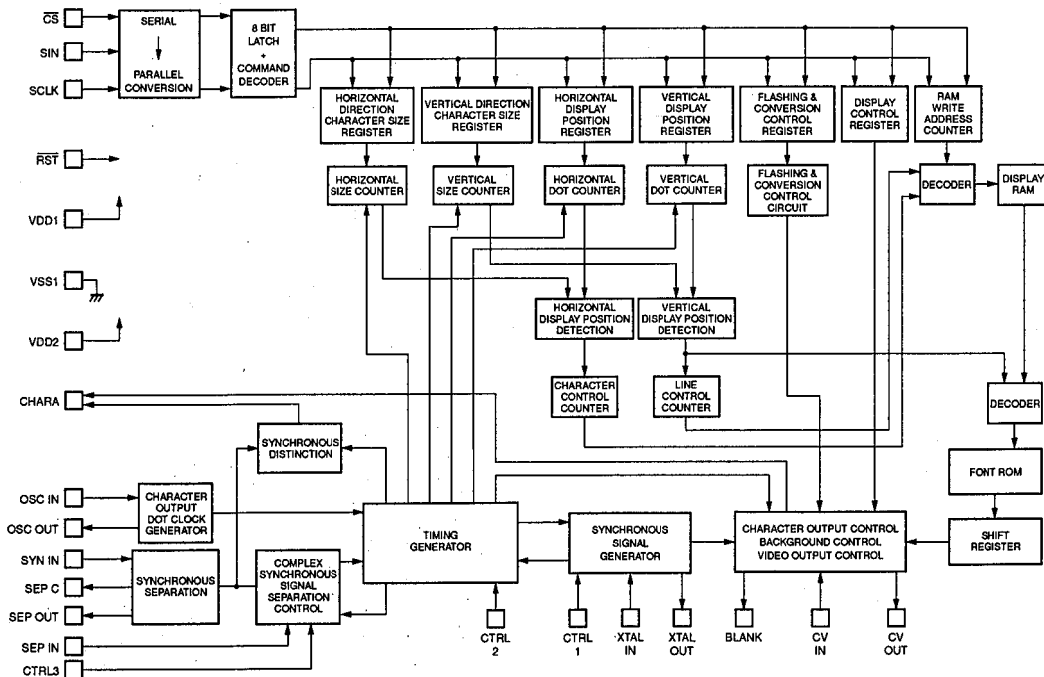 CS
SIN
SCLK
SERIAL
PARALLEL
CONVERSION
8 BIT
LATCH
+
COMMAND
DECODER
HORIZONTAL
DIRECTION
CHARACTER SIZE
REGISTER
VERTICAL DIRECTION
CHARACTER SIZE
REGISTER
HORIZONTAL
DISPLAY
POSITION
REGISTER
VERTICAL
DISPLAY
POSITION
REGISTER
FLASHING &
CONVERSION
CONTROL
REGISTER
DISPLAY
CONTROL
REGISTER
RAM
WRITE
ADDRESS
COUNTER
RST
HORIZONTAL
SIZE COUNTER
VERTICAL
SIZE COUNTER
HORIZONTAL
DOT COUNTER
VERTICAL
DOT COUNTER
FLASHING &
CONVERSION
CONTROL
CIRCUIT
DECODER
DISPLAY
RAM
VDD1
VSS1
VDD2
HORIZONTAL
DISPLAY POSITION
DETECTION
VERTICAL
DISPLAY POSITION
DETECTION
CHARA
CHARACTER
CONTROL
COUNTER
LINE
CONTROL
COUNTER
DECODER
SYNCHRONOUS
DISTINCTION
FONT ROM
OSC IN
OSC OUT
CHARACTER
OUTPUT
DOT CLOCK
GENERATOR
TIMING
GENERATOR
SYNCHRONOUS
SIGNAL
GENERATOR
CHARACTER OUTPUT CONTROL
BACKGROUND CONTROL
VIDEO OUTPUT CONTROL
SHIFT
REGISTER
SYN IN
SEP C
SEP OUT
SYNCHRONOUS
SEPARATION
COMPLEX
SYNCHRONOUS
SIGNAL
SEPARATION
CONTROL
SEP IN
CTRL3
CTRL
2
CTRL
1
XTAL
IN
XTAL
OUT
BLANK
CV
IN
CV
OUT